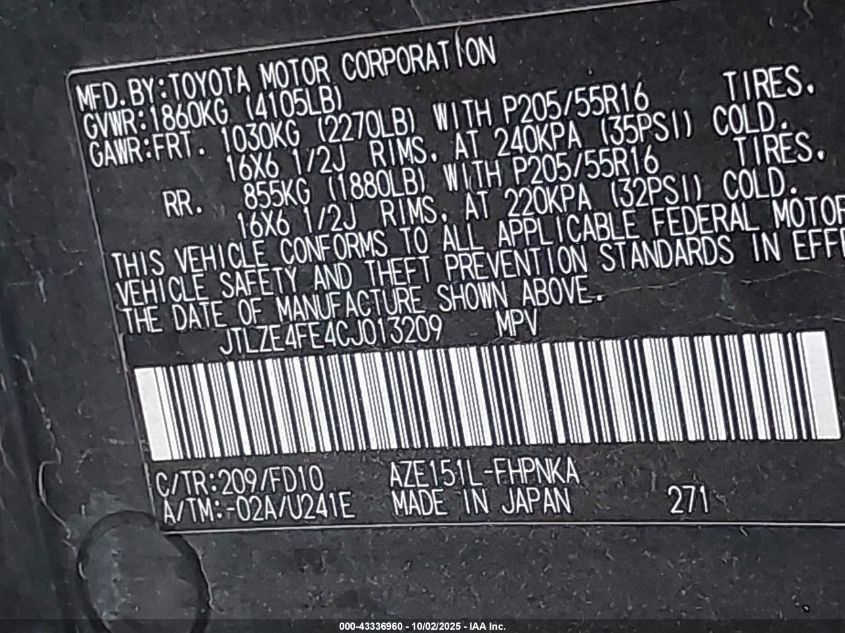 MFD.BY:TOYOTA MOTOR CORPORATION
GVWR:1860KG (4105LB)
GAWR:FRT. 1030KG (2270LB) WITH P205/55R16 TIRES.
16X6 1/2J RIMS, AT 240KPA (35PSI) COLD.
RR. 855KG (1880LB) WITH P205/55R16 TIRES.
16X6 1/2J RIMS, AT 220KPA (32PSI) COLD.
THIS VEHICLE CONFORMS TO ALL APPLICABLE FEDERAL MOTOR
VEHICLE SAFETY AND THEFT PREVENTION STANDARDS IN EFFE
THE DATE OF MANUFACTURE SHOWN ABOVE.
JTLZE4FE4CJ013209 MPV
C/TR:209/FD10 AZE151L-FHPNKA
A/TM:-02A/U241E MADE IN JAPAN 271
000-43336960 - 10/02/2025 - IAA Inc.